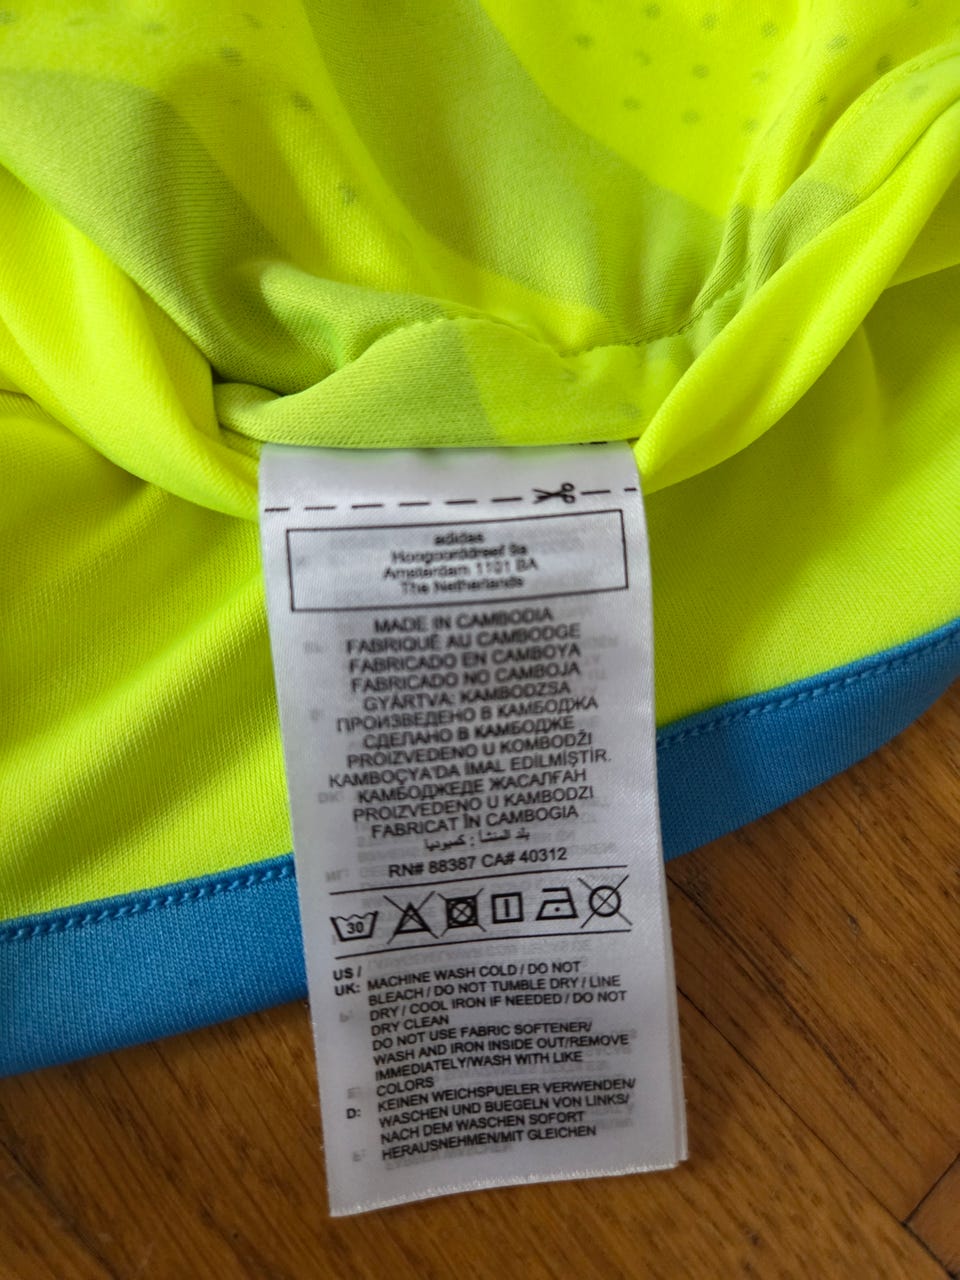 adidas
Hoogoorddreef 9a
Amsterdam 1101 BA
The Netherlands
MADE IN CAMBODIA
FABRIQUÉ AU CAMBODGE
FABRICADO EN CAMBOYA
FABRICADO NO CAMBOJA
GYÁRTVA: KAMBODZSA
ПРОИЗВЕДЕНО В КАМБОДЖА
СДЕЛАНО В КАМБОДЖЕ
PROIZVEDENO U KOMBODŽI
KAMBOÇYA'DA İMAL EDİLMİŞTİR.
КАМБОДЖЕДЕ ЖАСАЛҒАН
PROIZVEDENO U KAMBODZI
FABRICAT ÎN CAMBOGIA
بلد المنشأ : كمبوديا
RN# 88387 CA# 40312
30
US /
UK: MACHINE WASH COLD / DO NOT
BLEACH / DO NOT TUMBLE DRY / LINE
DRY / COOL IRON IF NEEDED / DO NOT
DRY CLEAN
DO NOT USE FABRIC SOFTENER/
WASH AND IRON INSIDE OUT/REMOVE
IMMEDIATELY/WASH WITH LIKE
COLORS
D: KEINEN WEICHSPUELER VERWENDEN/
WASCHEN UND BUEGELN VON LINKS/
NACH DEM WASCHEN SOFORT
HERAUSNEHMEN/MIT GLEICHEN